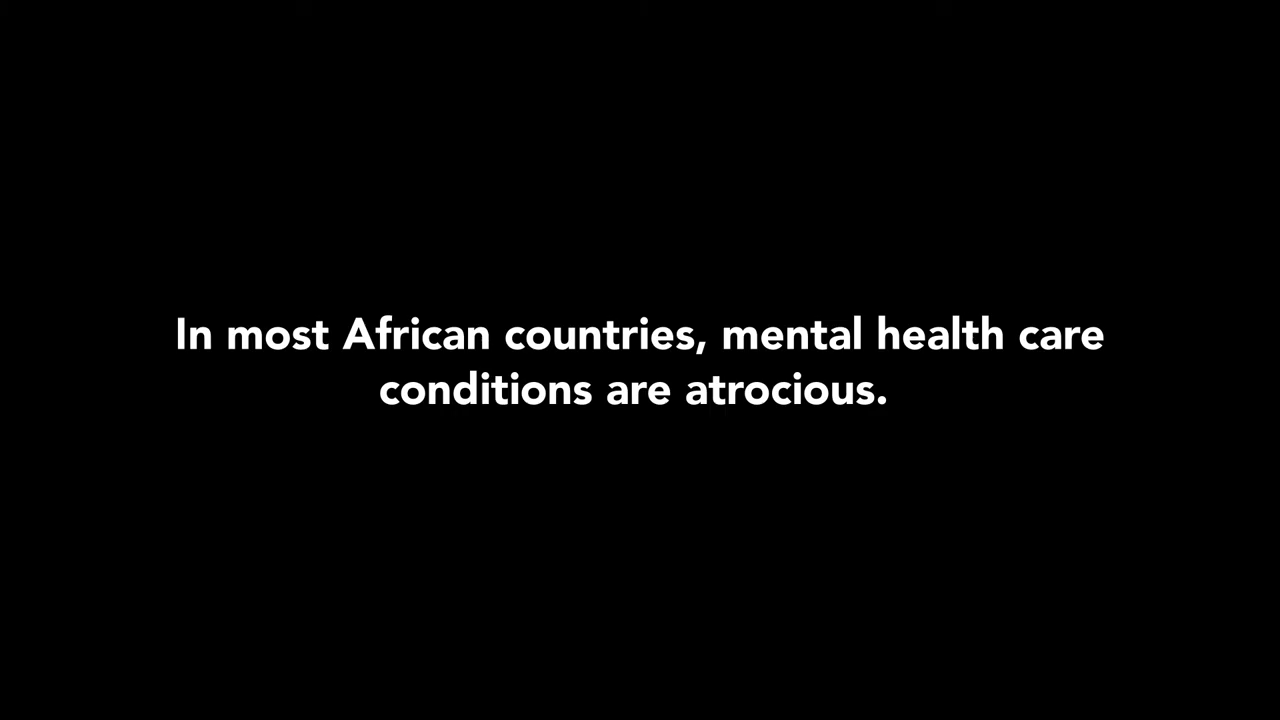 In most African countries, mental health care
conditions are atrocious.